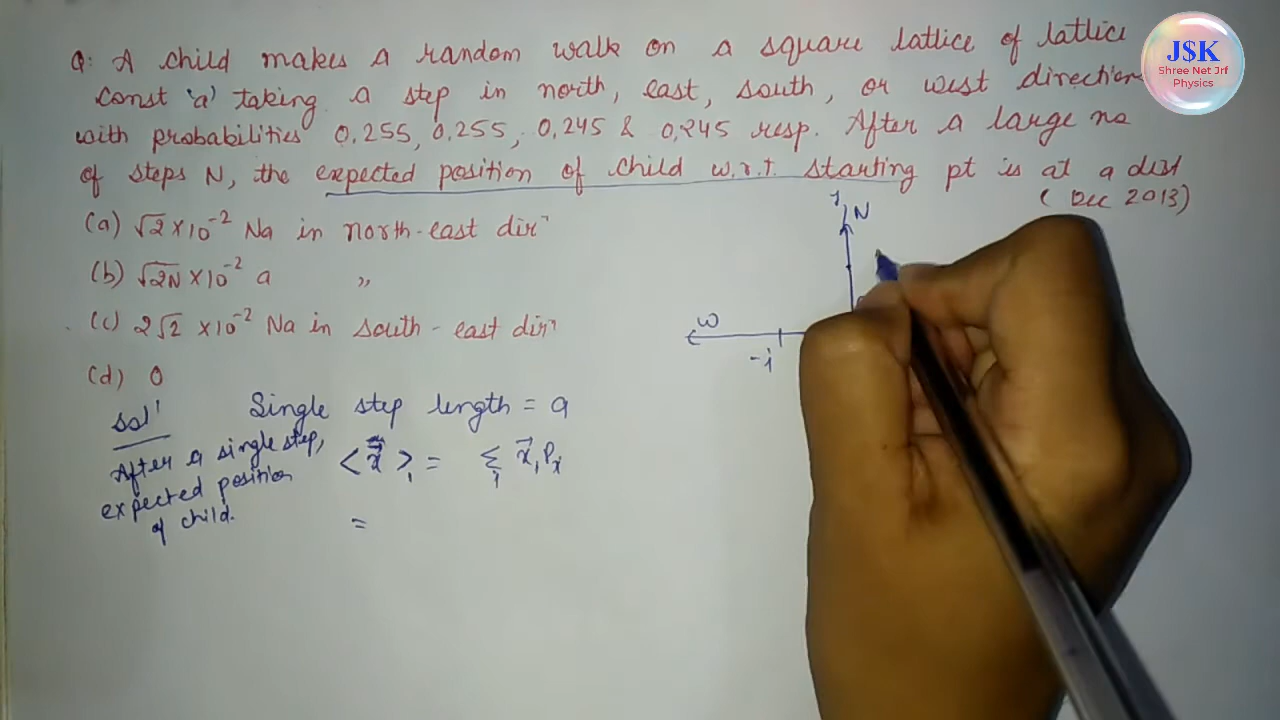 Q: A child makes a random walk on a square lattice of lattice
const 'a' taking a step in north, east, south, or west direction
with probabilities 0.255, 0.255, 0.245 & 0.245 resp. After a large no
of steps N, the expected position of child w.r.t. starting pt is at a dist
(Dec 2013)
(a) √2 × 10⁻² Na in north-east dirⁿ
(b) √2N × 10⁻² a "
(c) 2√2 × 10⁻² Na in south-east dirⁿ
(d) 0
Solⁿ Single step length = a
After a single step,
expected position
of child.
<x⃗>₁ = Σᵢ x⃗ᵢPᵢ
=
N
W
-i
J$K
Shree Net Jrf
Physics